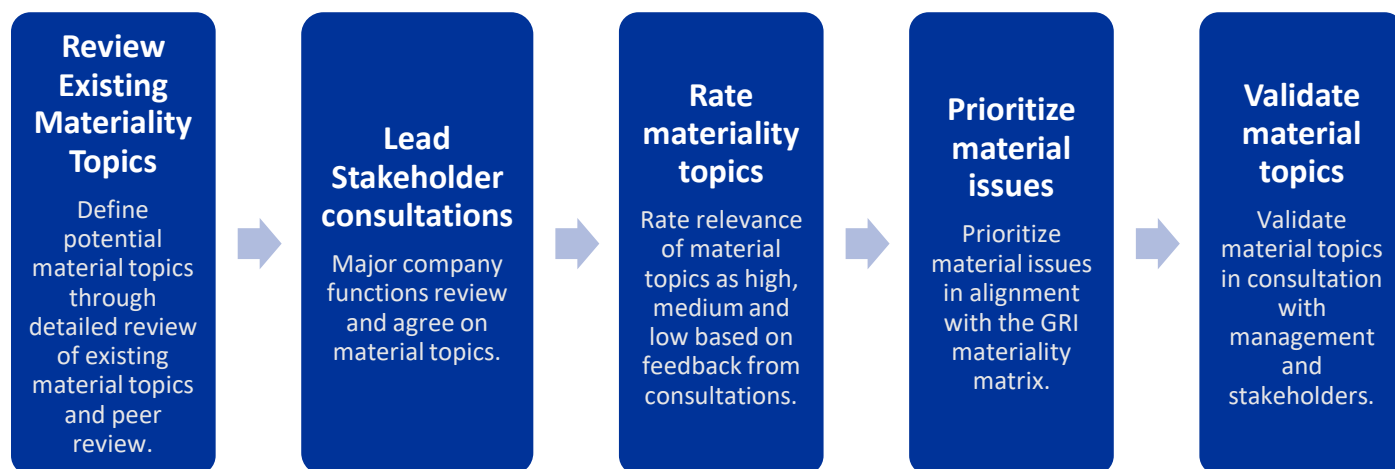 Review
Existing
Materiality
Topics
Define
potential
material topics
through
detailed review
of existing
material topics
and peer
review.
Lead
Stakeholder
consultations
Major company
functions review
and agree on
material topics.
Rate
materiality
topics
Rate relevance
of material
topics as high,
medium and
low based on
feedback from
consultations.
Prioritize
material
issues
Prioritize
material issues
in alignment
with the GRI
materiality
matrix.
Validate
material
topics
Validate
material topics
in consultation
with
management
and
stakeholders.